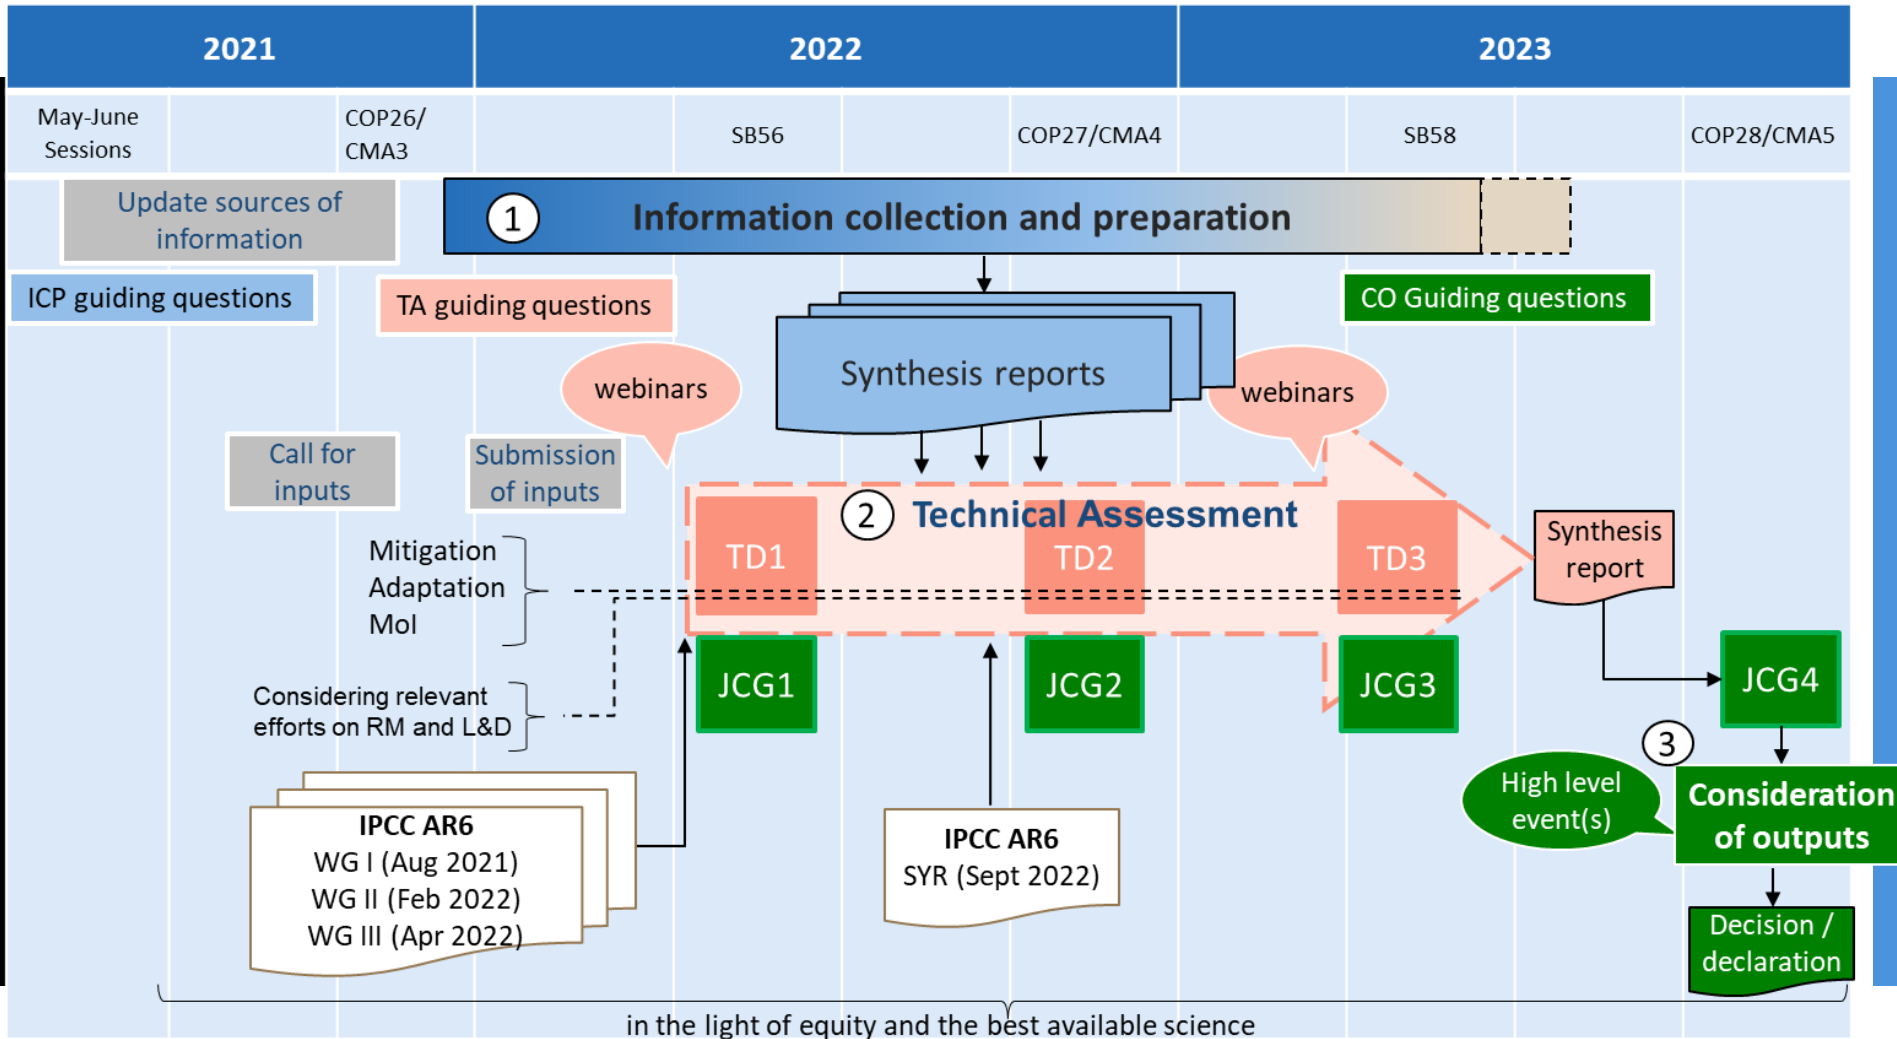 2021
2022
2023
May-June
Sessions
COP26/
CMA3
SB56
COP27/CMA4
SB58
COP28/CMA5
Update sources of
information
1
Information collection and preparation
ICP guiding questions
TA guiding questions
CO Guiding questions
webinars
Synthesis reports
webinars
Call for
inputs
Submission
of inputs
2
Technical Assessment
TD1
TD2
TD3
Synthesis
report
Mitigation
Adaptation
MoI
Considering relevant
efforts on RM and L&D
JCG1
JCG2
JCG3
JCG4
3
High level
event(s)
Consideration
of outputs
Decision /
declaration
IPCC AR6
WG I (Aug 2021)
WG II (Feb 2022)
WG III (Apr 2022)
IPCC AR6
SYR (Sept 2022)
in the light of equity and the best available science